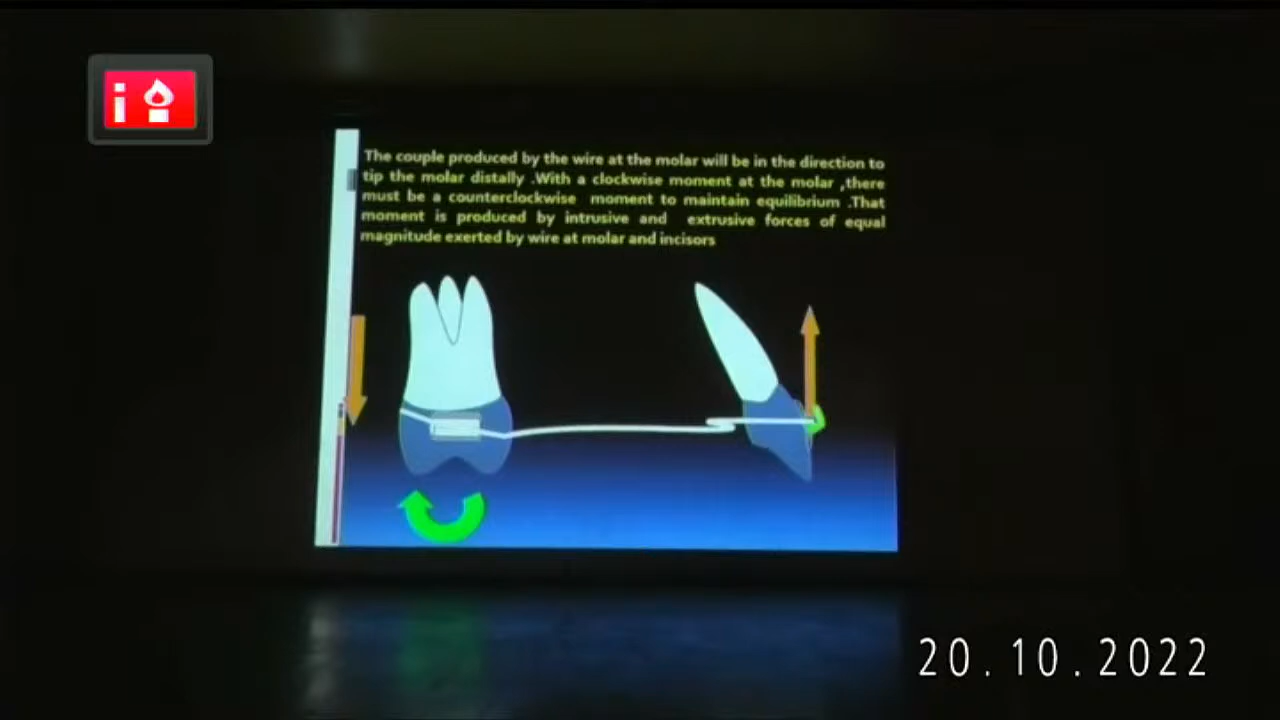 i
The couple produced by the wire at the molar will be in the direction to
tip the molar distally .With a clockwise moment at the molar ,there
must be a counterclockwise moment to maintain equilibrium .That
moment is produced by intrusive and extrusive forces of equal
magnitude exerted by wire at molar and incisors
20.10.2022